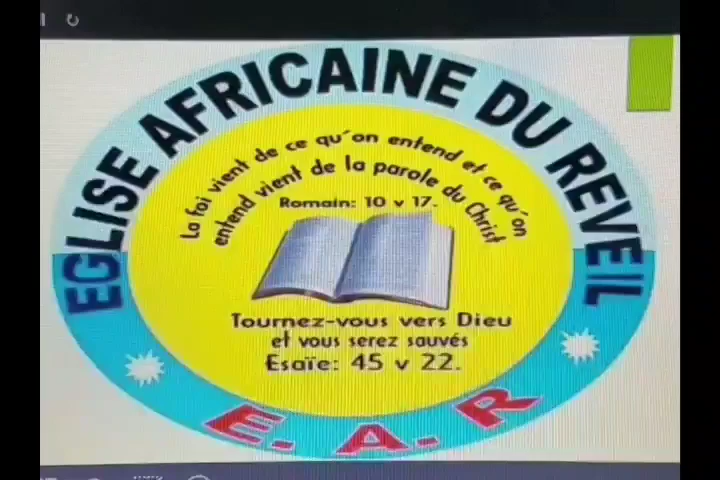 EGLISE AFRICAINE DU REVEIL
La foi vient de ce qu'on entend et ce qu'on
entend vient de la parole du Christ
Romain: 10 v 17.
Tournez-vous vers Dieu
et vous serez sauvés
Esaïe: 45 v 22.
E. A. R